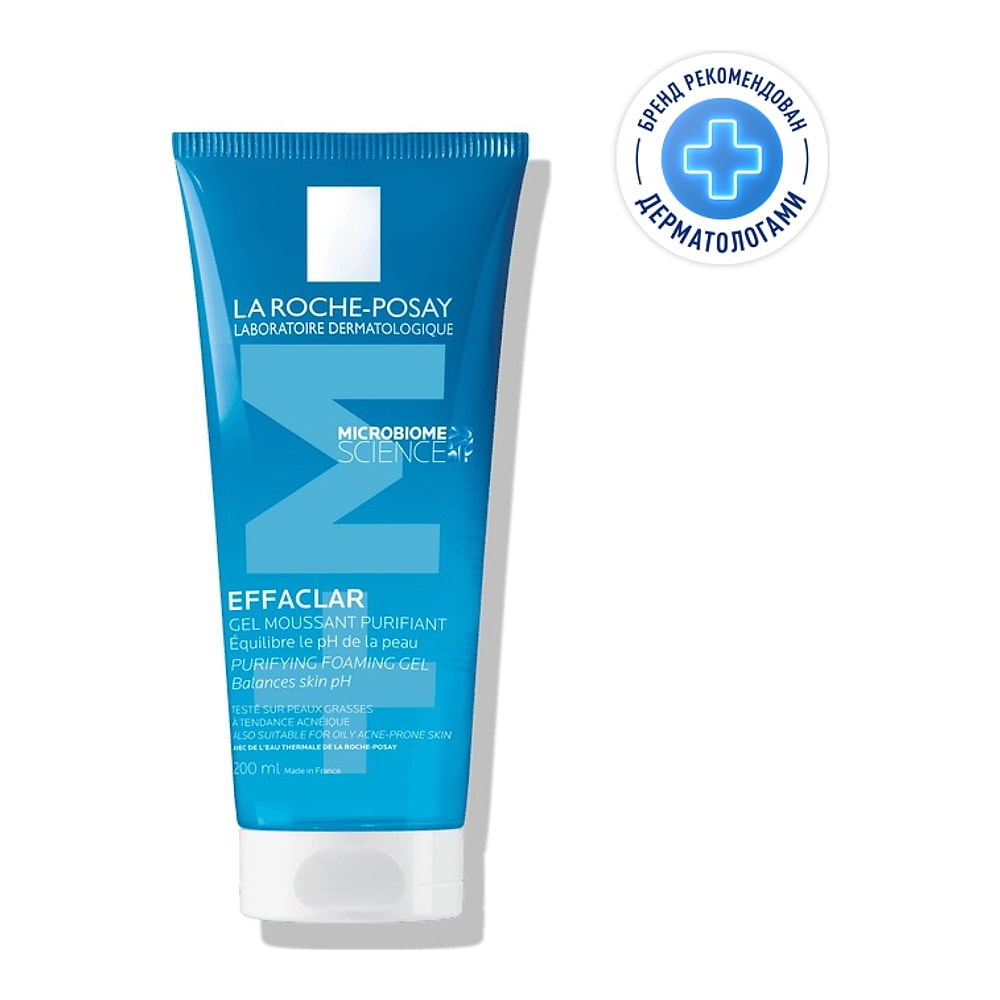 LA ROCHE-POSAY
LABORATOIRE DERMATOLOGIQUE
MICROBIOME
SCIENCE
EFFACLAR
GEL MOUSSANT PURIFIANT
Équilibre le pH de la peau
PURIFYING FOAMING GEL
Balances skin pH
TESTÉ SUR PEAUX GRASSES
À TENDANCE ACNÉIQUE
ALSO SUITABLE FOR OILY ACNE-PRONE SKIN
AVEC DE L'EAU THERMALE DE LA ROCHE-POSAY
200 ml Made in France
БРЕНД РЕКОМЕНДОВАН
ДЕРМАТОЛОГАМИ